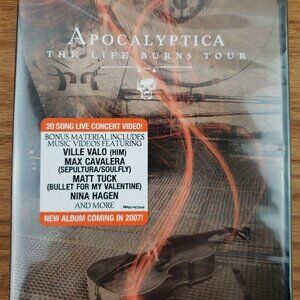 APOCALYPTICA
THE LIFE BURNS TOUR
20 SONG LIVE CONCERT VIDEO!
BONUS MATERIAL INCLUDES
MUSIC VIDEOS FEATURING
VILLE VALO (HIM)
MAX CAVALERA
(SEPULTURA/SOULFLY)
MATT TUCK
(BULLET FOR MY VALENTINE)
NINA HAGEN
AND MORE
NEW ALBUM COMING IN 2007!